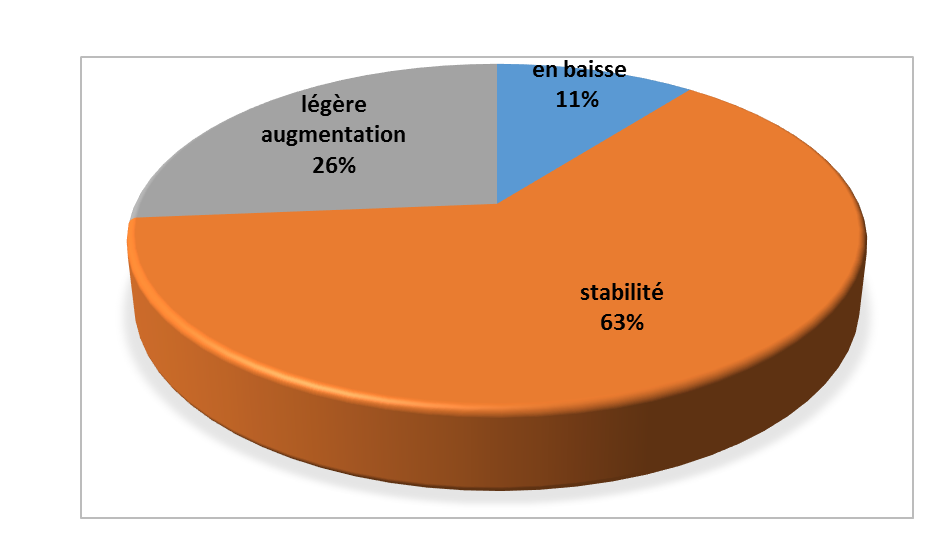 en baisse
11%
légère
augmentation
26%
stabilité
63%